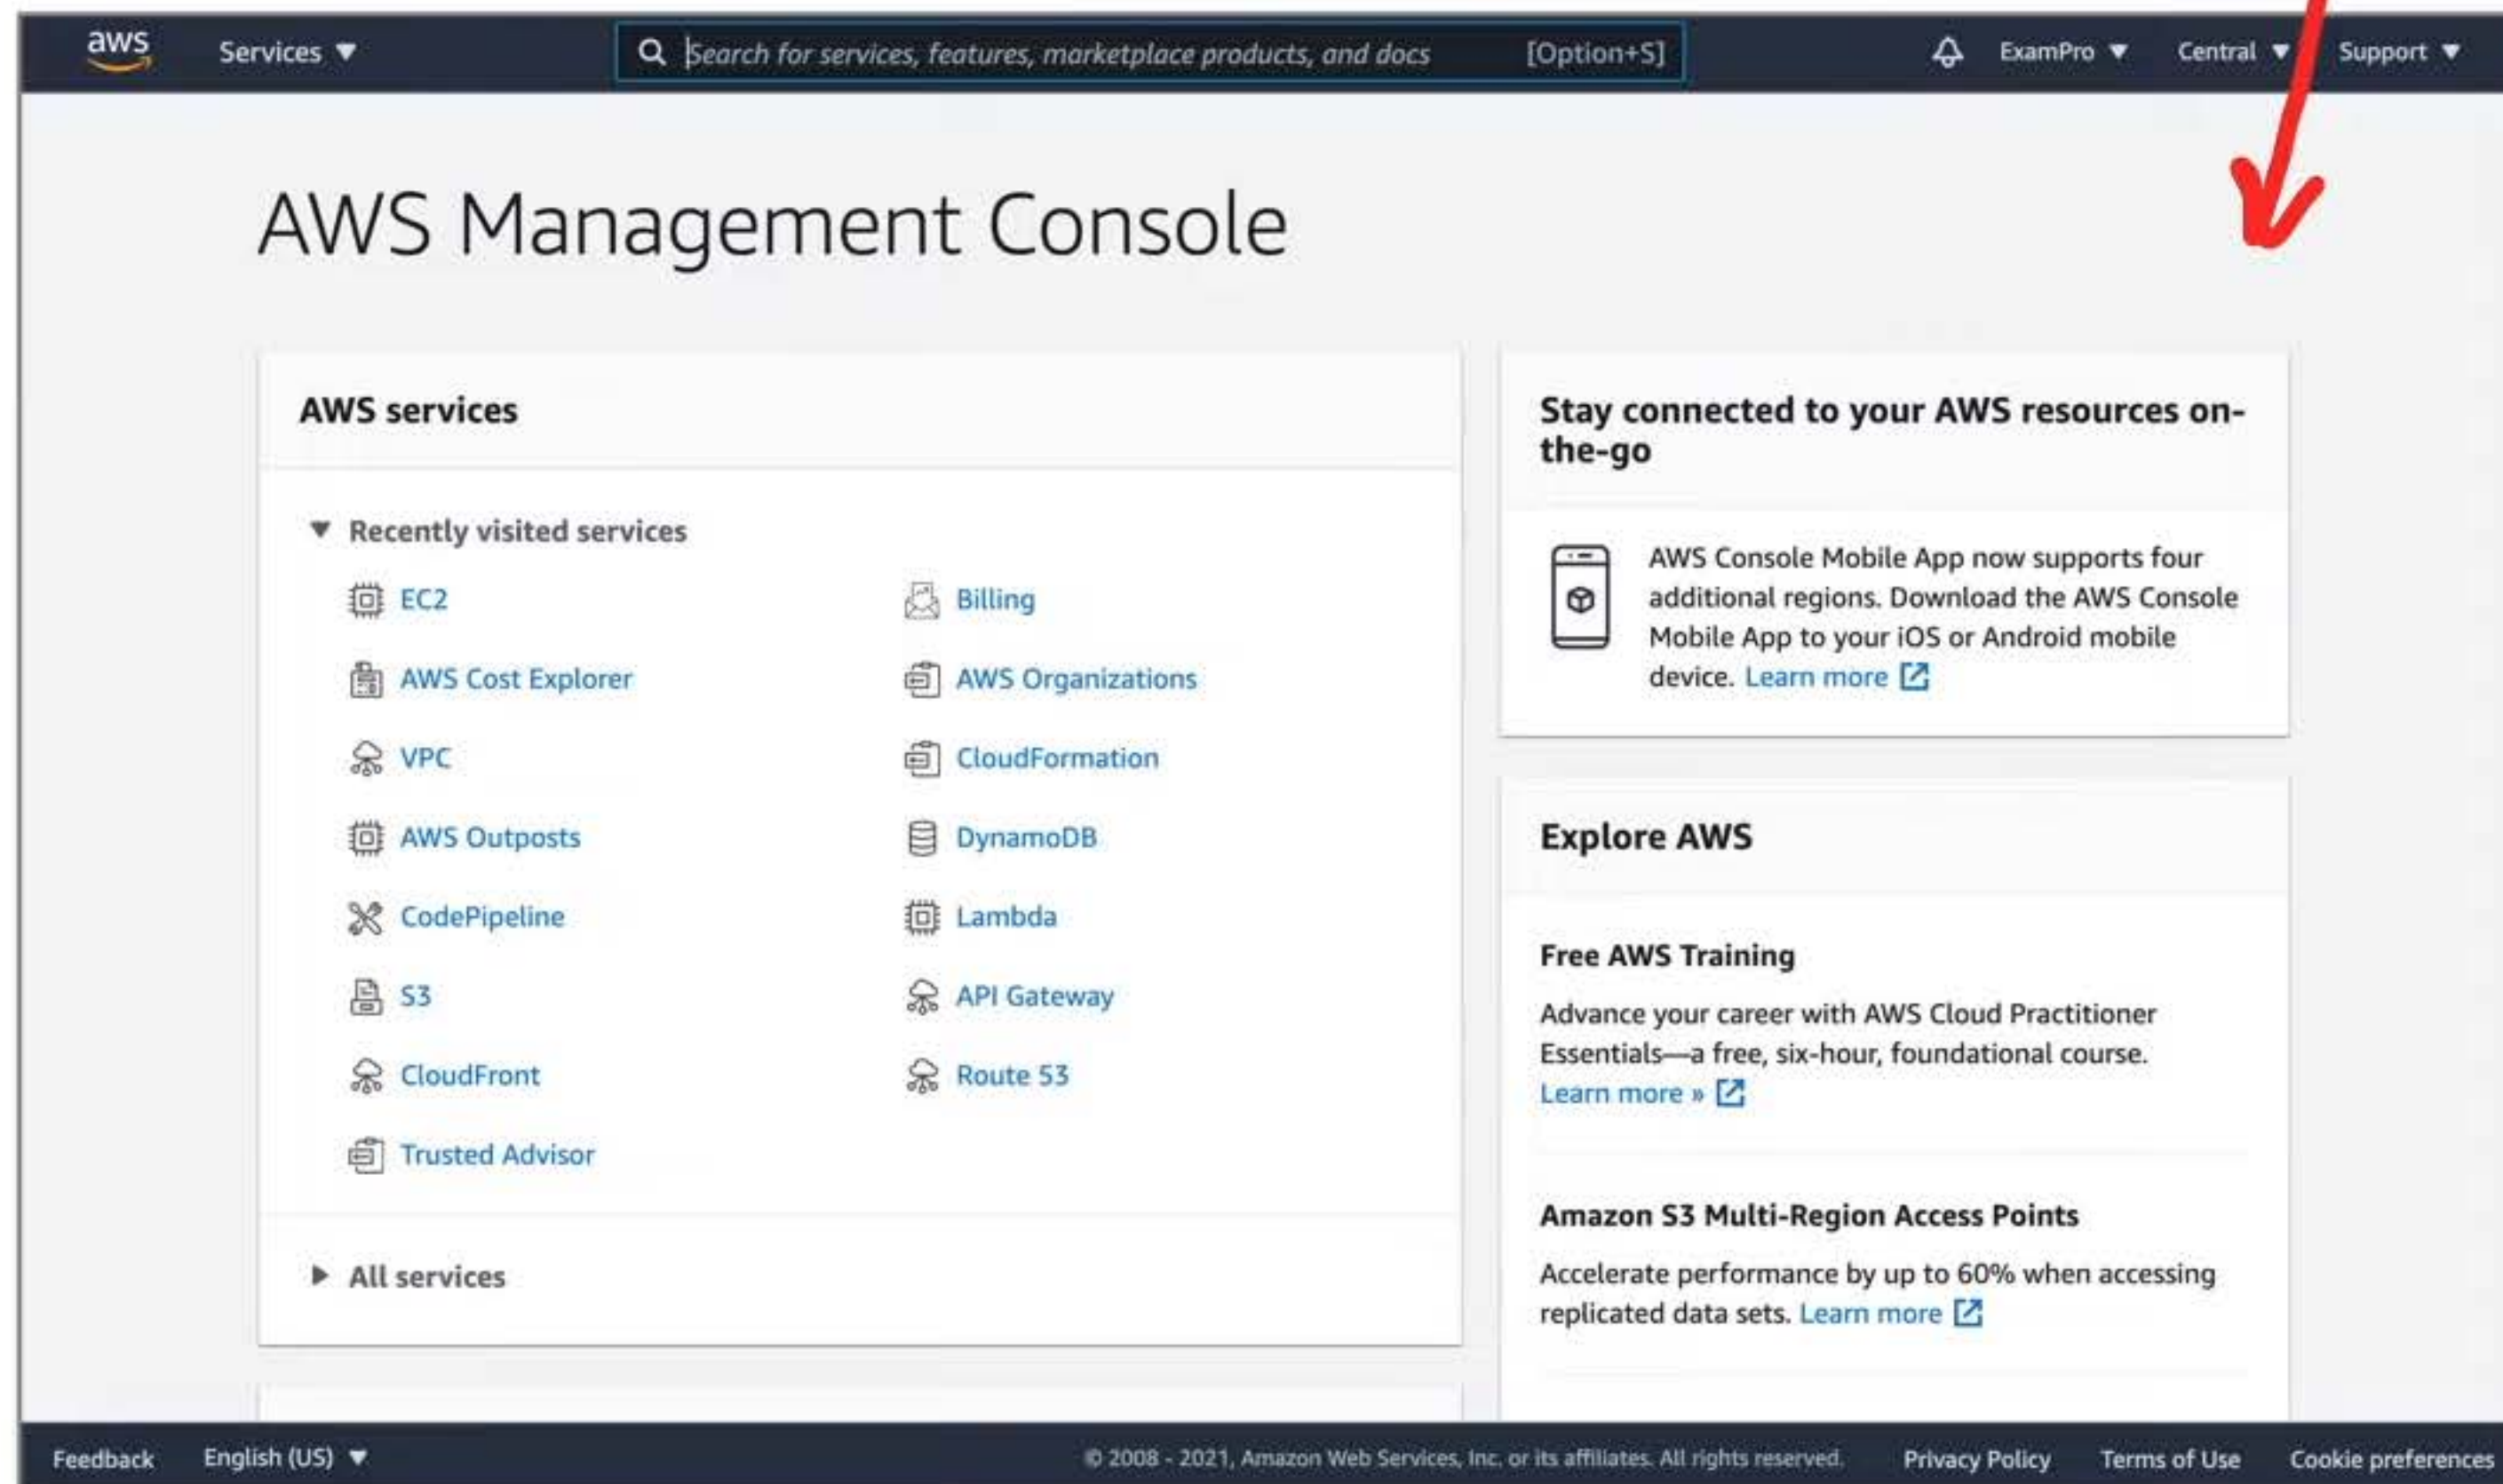 aws
Services
Search for services, features, marketplace products, and docs [Option+S]
ExamPro
Central
Support
AWS Management Console
AWS services
Recently visited services
EC2
Billing
AWS Cost Explorer
AWS Organizations
VPC
CloudFormation
AWS Outposts
DynamoDB
CodePipeline
Lambda
S3
API Gateway
CloudFront
Route 53
Trusted Advisor
All services
Stay connected to your AWS resources on-
the-go
AWS Console Mobile App now supports four
additional regions. Download the AWS Console
Mobile App to your iOS or Android mobile
device. Learn more
Explore AWS
Free AWS Training
Advance your career with AWS Cloud Practitioner
Essentials—a free, six-hour, foundational course.
Learn more »
Amazon S3 Multi-Region Access Points
Accelerate performance by up to 60% when accessing
replicated data sets. Learn more
Feedback
English (US)
© 2008 - 2021, Amazon Web Services, Inc. or its affiliates. All rights reserved.
Privacy Policy
Terms of Use
Cookie preferences